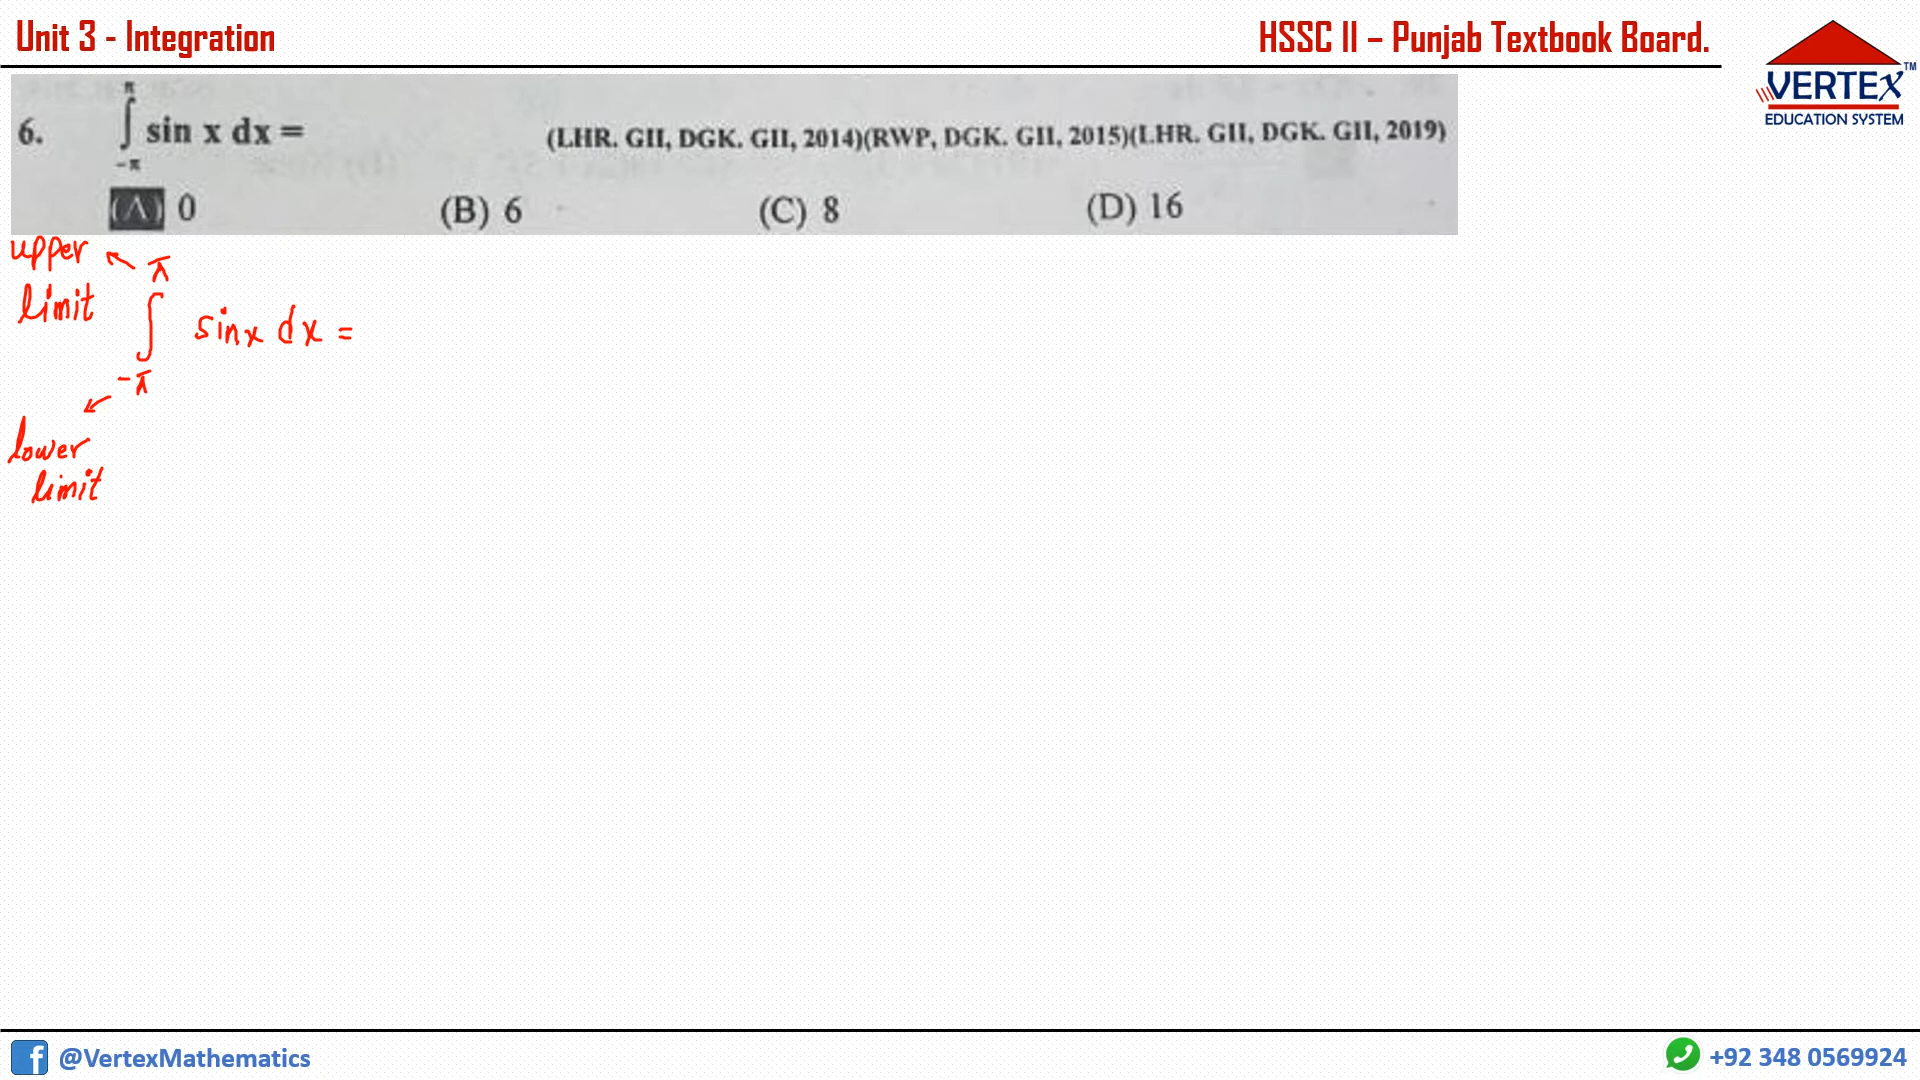 Unit 3 - Integration
HSSC II – Punjab Textbook Board.
VERTEX™
EDUCATION SYSTEM
6. ∫_{-π}^{π} sin x dx = (LHR. GII, DGK. GII, 2014)(RWP, DGK. GII, 2015)(LHR. GII, DGK. GII, 2019)
(A) 0 (B) 6 (C) 8 (D) 16
upper
limit
∫_{-π}^{π} sinx dx =
lower
limit
@VertexMathematics
+92 348 0569924